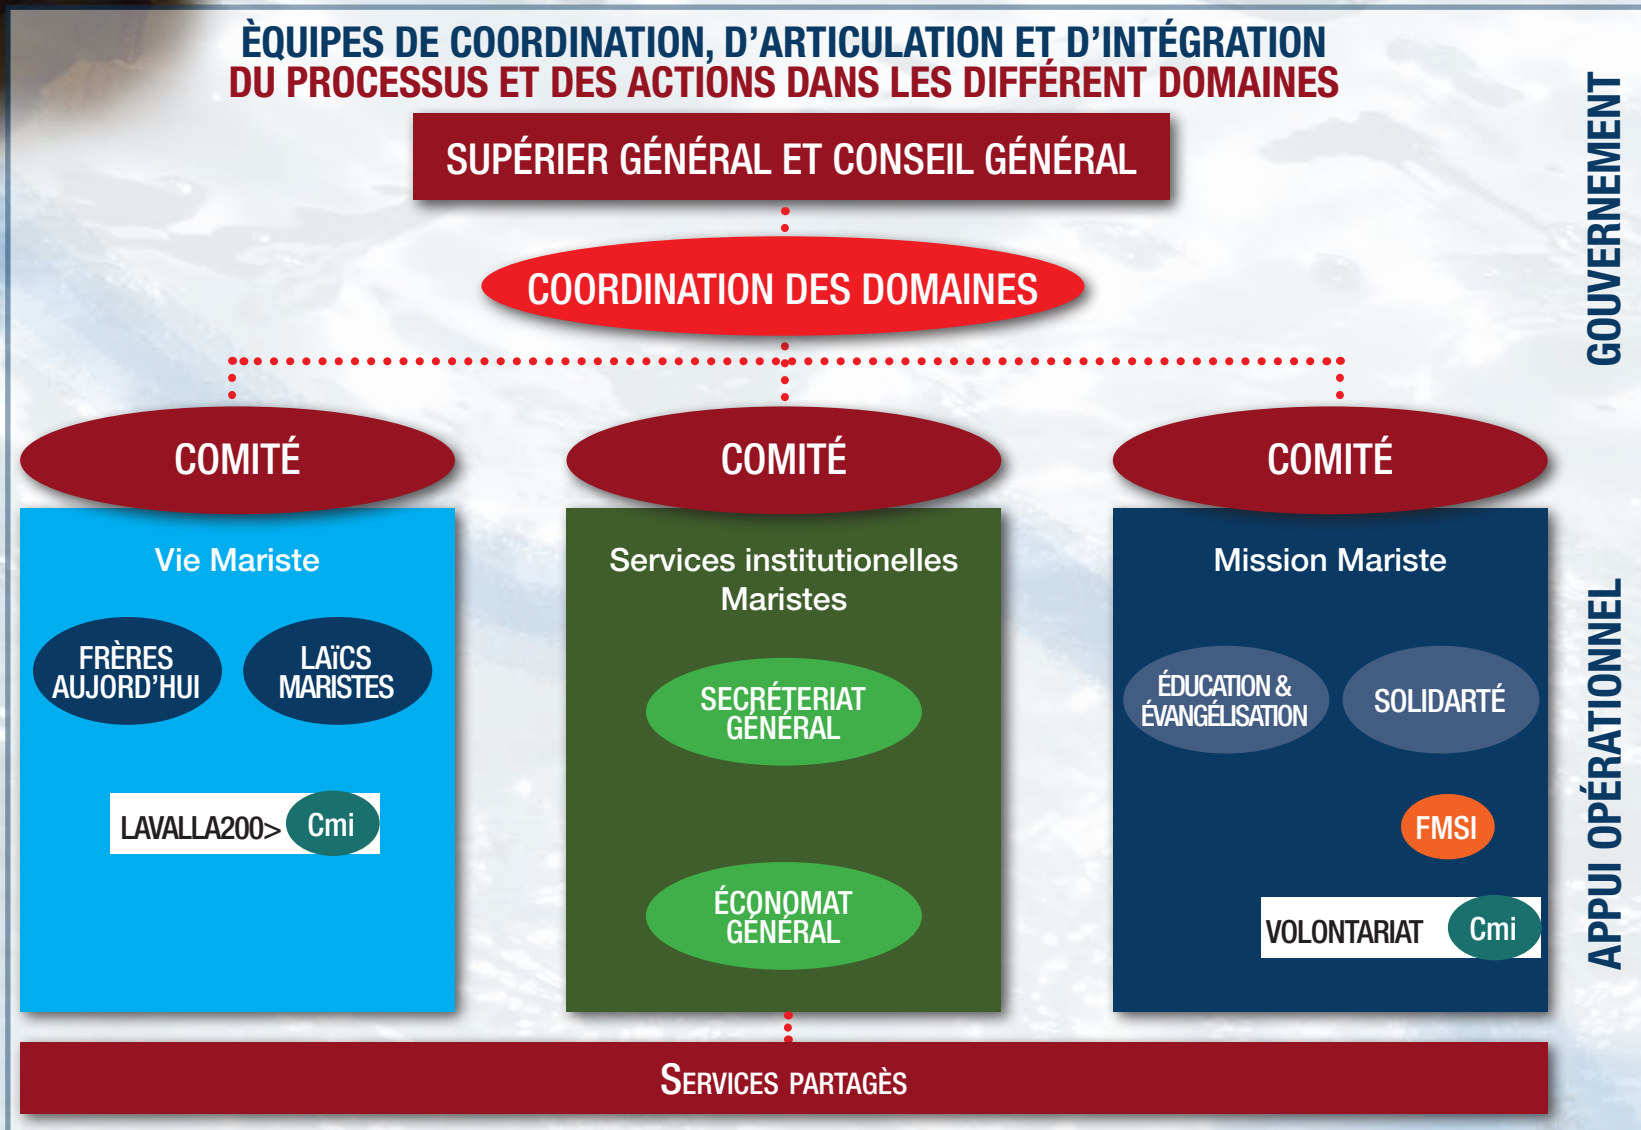 ÈQUIPES DE COORDINATION, D'ARTICULATION ET D'INTÉGRATION
DU PROCESSUS ET DES ACTIONS DANS LES DIFFÉRENT DOMAINES
SUPÉRIER GÉNÉRAL ET CONSEIL GÉNÉRAL
COORDINATION DES DOMAINES
GOUVERNEMENT
COMITÉ
Vie Mariste
FRÈRES
AUJORD'HUI
LAÏCS
MARISTES
LAVALLA200> Cmi
COMITÉ
Services institutionelles
Maristes
SECRÉTERIAT
GÉNÉRAL
ÉCONOMAT
GÉNÉRAL
COMITÉ
Mission Mariste
ÉDUCATION &
ÉVANGÉLISATION
SOLIDARTÉ
FMSI
VOLONTARIAT Cmi
APPUI OPÉRATIONNEL
SERVICES PARTAGÈS